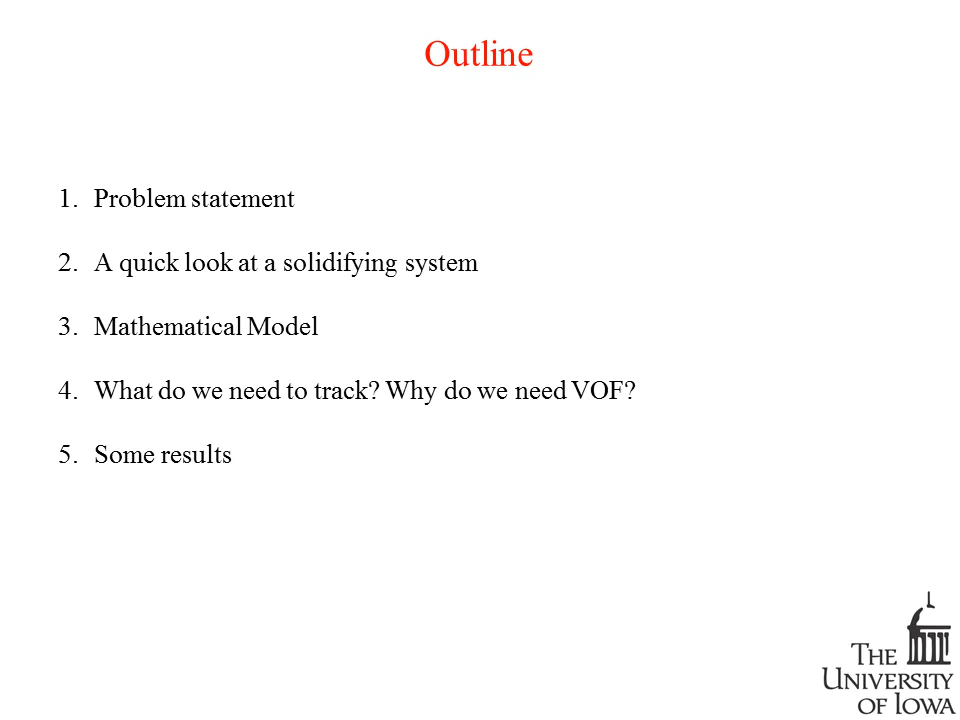 Outline
1. Problem statement
2. A quick look at a solidifying system
3. Mathematical Model
4. What do we need to track? Why do we need VOF?
5. Some results
THE
UNIVERSITY
OF IOWA